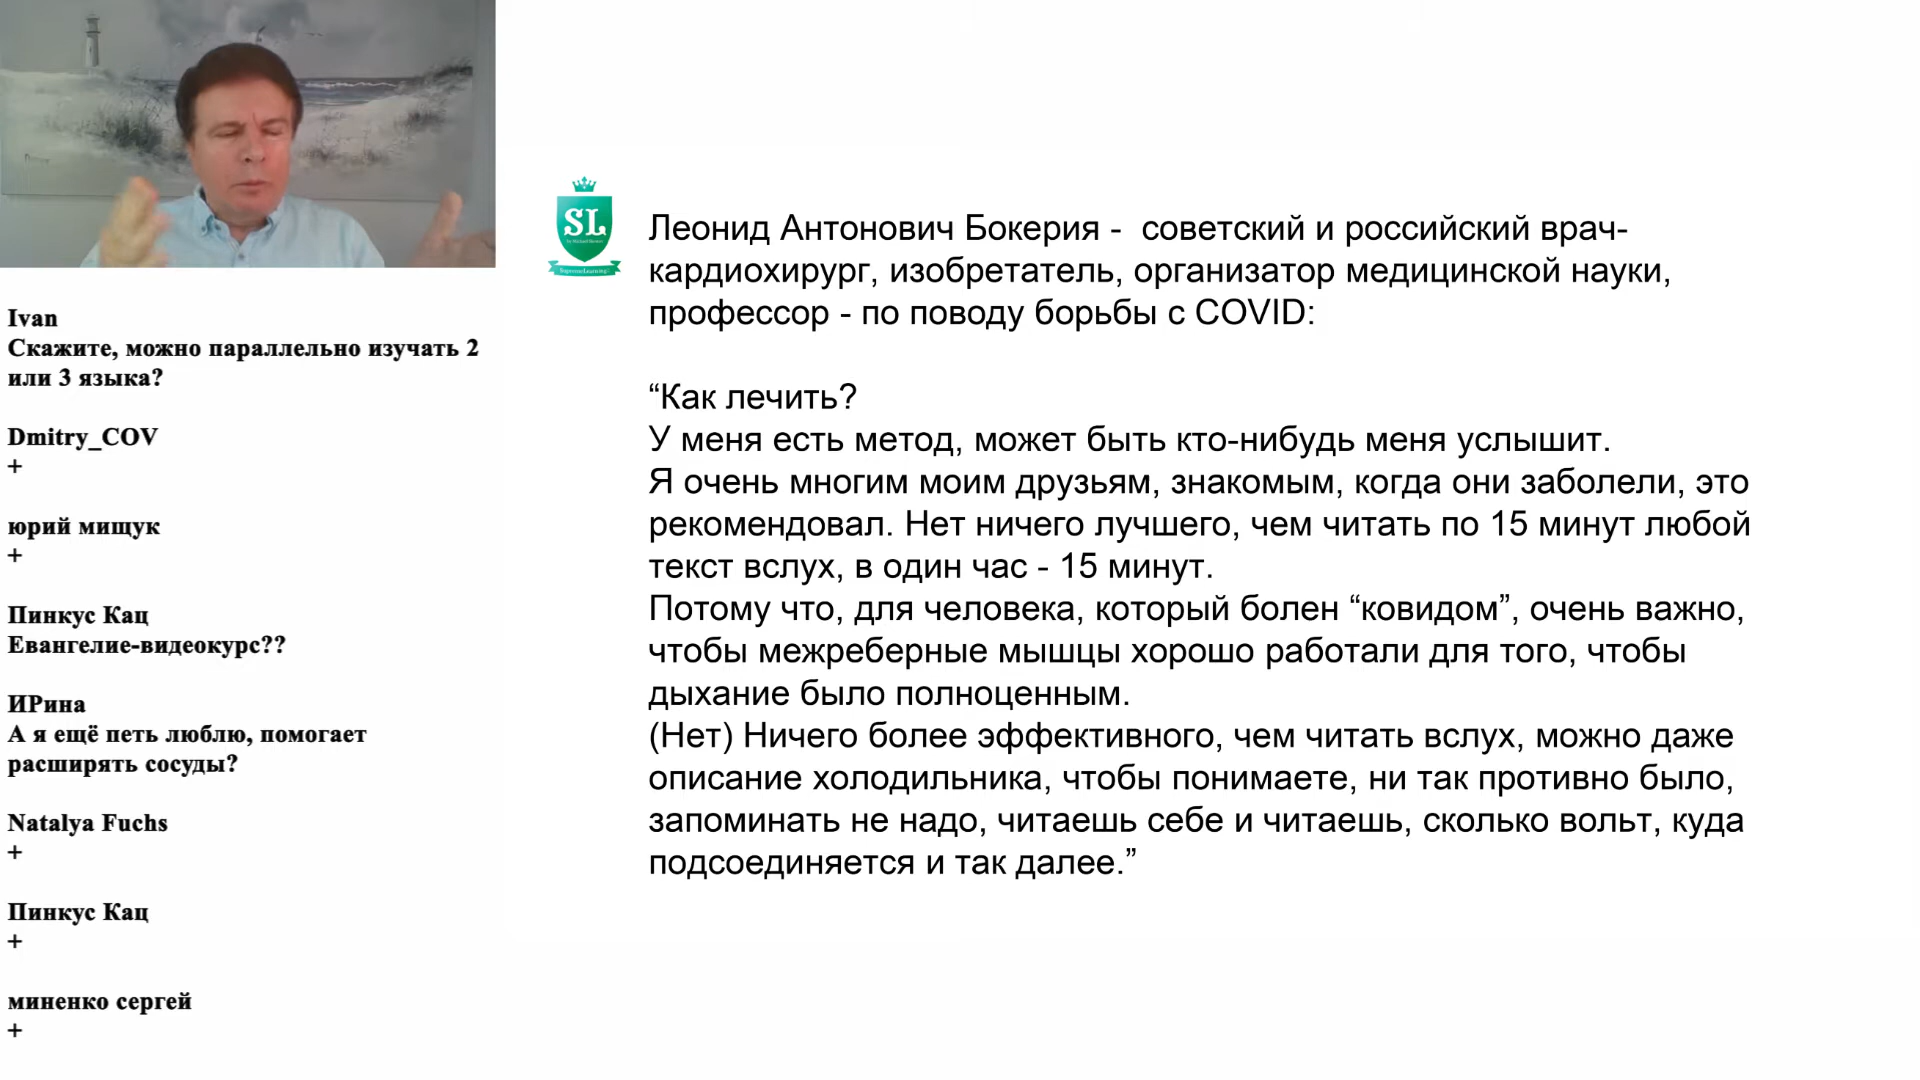 Ivan
Скажите, можно параллельно изучать 2
или 3 языка?
Dmitry_COV
+
юрий мищук
+
Пинкус Кац
Евангелие-видеокурс??
ИРина
А я ещё петь люблю, помогает
расширять сосуды?
Natalya Fuchs
+
Пинкус Кац
+
миненко сергей
+
SL
Леонид Антонович Бокерия - советский и российский врач-
кардиохирург, изобретатель, организатор медицинской науки,
профессор - по поводу борьбы с COVID:
“Как лечить?
У меня есть метод, может быть кто-нибудь меня услышит.
Я очень многим моим друзьям, знакомым, когда они заболели, это
рекомендовал. Нет ничего лучшего, чем читать по 15 минут любой
текст вслух, в один час - 15 минут.
Потому что, для человека, который болен “ковидом”, очень важно,
чтобы межреберные мышцы хорошо работали для того, чтобы
дыхание было полноценным.
(Нет) Ничего более эффективного, чем читать вслух, можно даже
описание холодильника, чтобы понимаете, ни так противно было,
запоминать не надо, читаешь себе и читаешь, сколько вольт, куда
подсоединяется и так далее.”